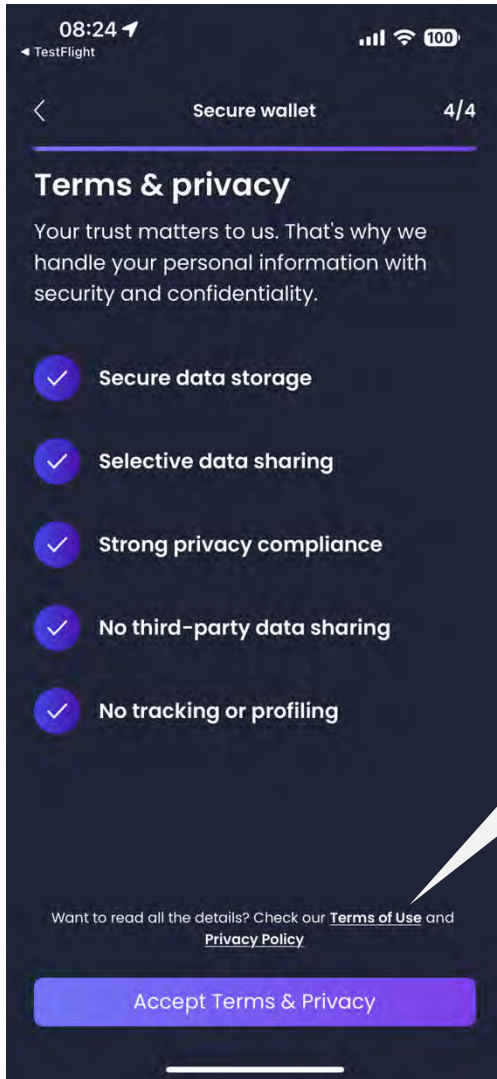 08:24
100
◀ TestFlight
Secure wallet
4/4
Terms & privacy
Your trust matters to us. That's why we
handle your personal information with
security and confidentiality.
Secure data storage
Selective data sharing
Strong privacy compliance
No third-party data sharing
No tracking or profiling
Want to read all the details? Check our Terms of Use and
Privacy Policy
Accept Terms & Privacy